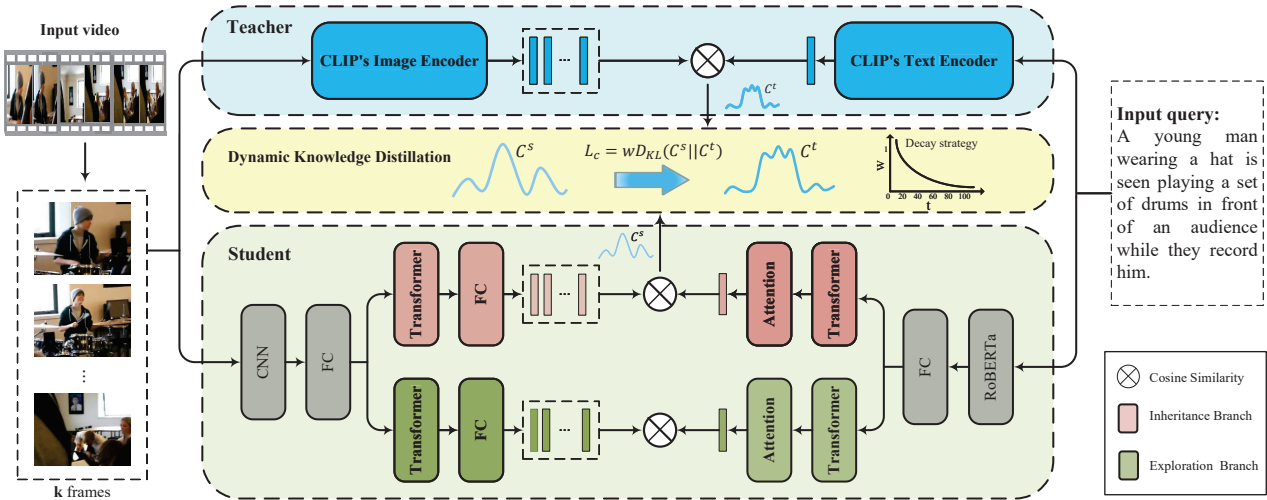 Input video
k frames
Teacher
CLIP's Image Encoder
...
CLIP's Text Encoder
C^t
Dynamic Knowledge Distillation
C^s
L_c = wD_{KL}(C^s||C^t)
C^t
Decay strategy
w
0 20 40 60 80 100
t
Student
C^s
CNN
FC
Transformer
FC
...
Attention
Transformer
Transformer
FC
...
Attention
Transformer
FC
RoBERTa
Input query:
A young man
wearing a hat is
seen playing a set
of drums in front
of an audience
while they record
him.
Cosine Similarity
Inheritance Branch
Exploration Branch